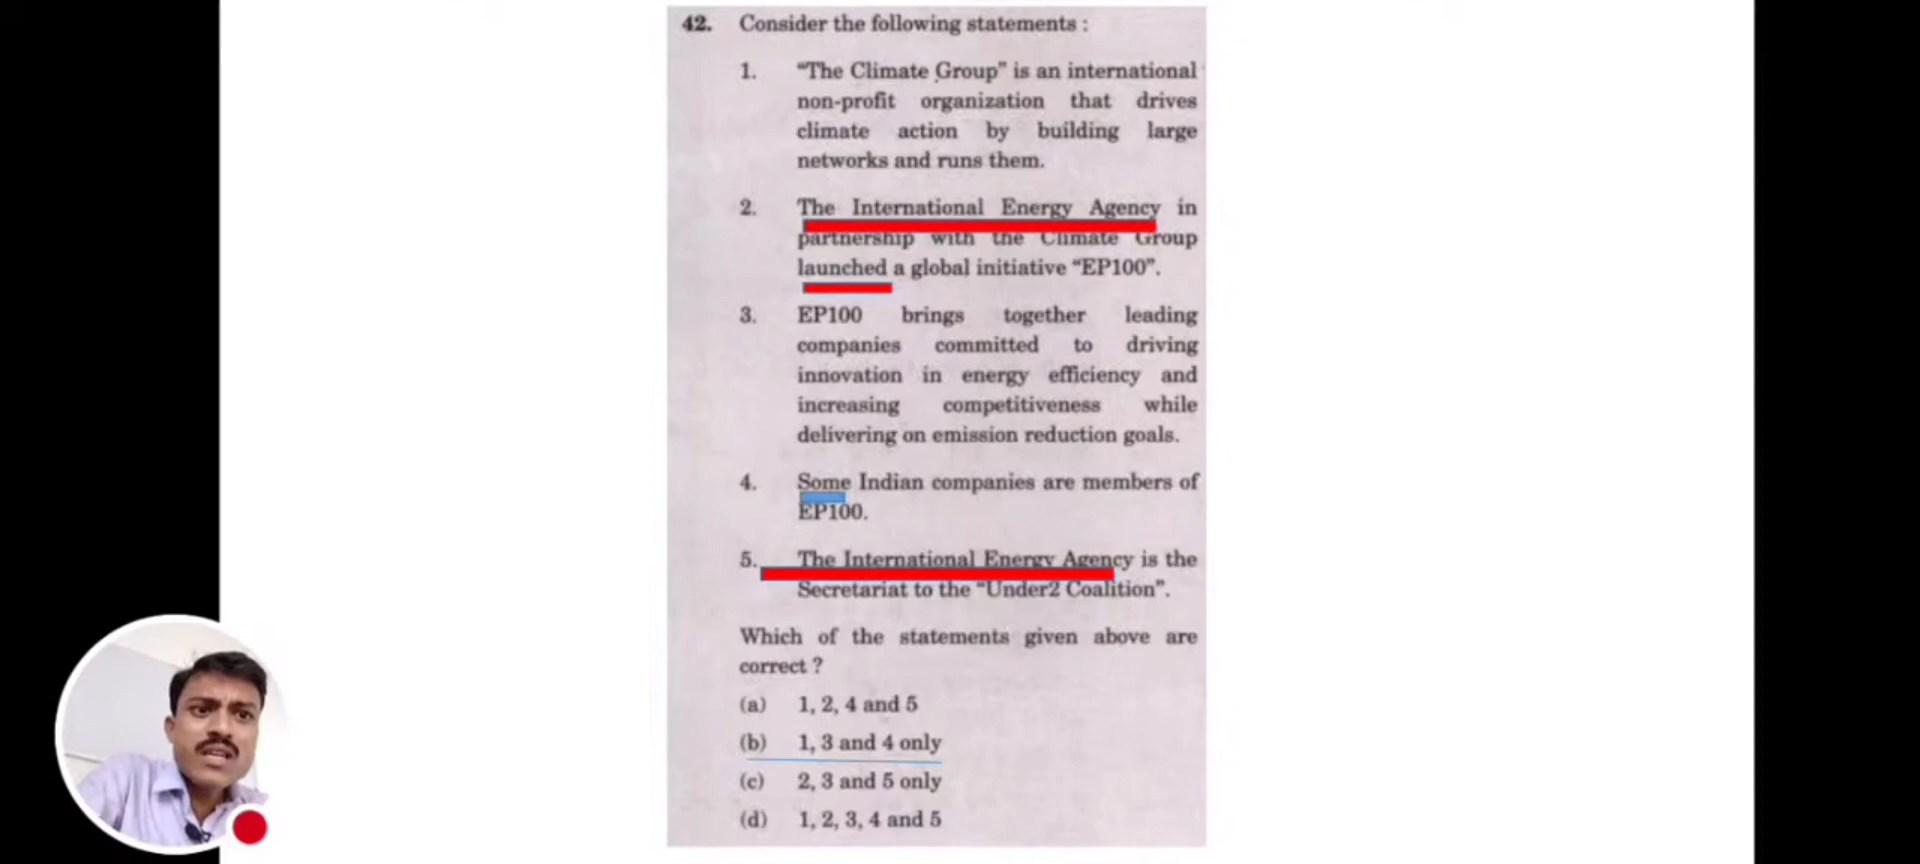 42. Consider the following statements :
1. "The Climate Group" is an international
non-profit organization that drives
climate action by building large
networks and runs them.
2. The International Energy Agency in
partnership with the Climate Group
launched a global initiative "EP100".
3. EP100 brings together leading
companies committed to driving
innovation in energy efficiency and
increasing competitiveness while
delivering on emission reduction goals.
4. Some Indian companies are members of
EP100.
5. The International Energy Agency is the
Secretariat to the "Under2 Coalition".
Which of the statements given above are
correct ?
(a) 1, 2, 4 and 5
(b) 1, 3 and 4 only
(c) 2, 3 and 5 only
(d) 1, 2, 3, 4 and 5